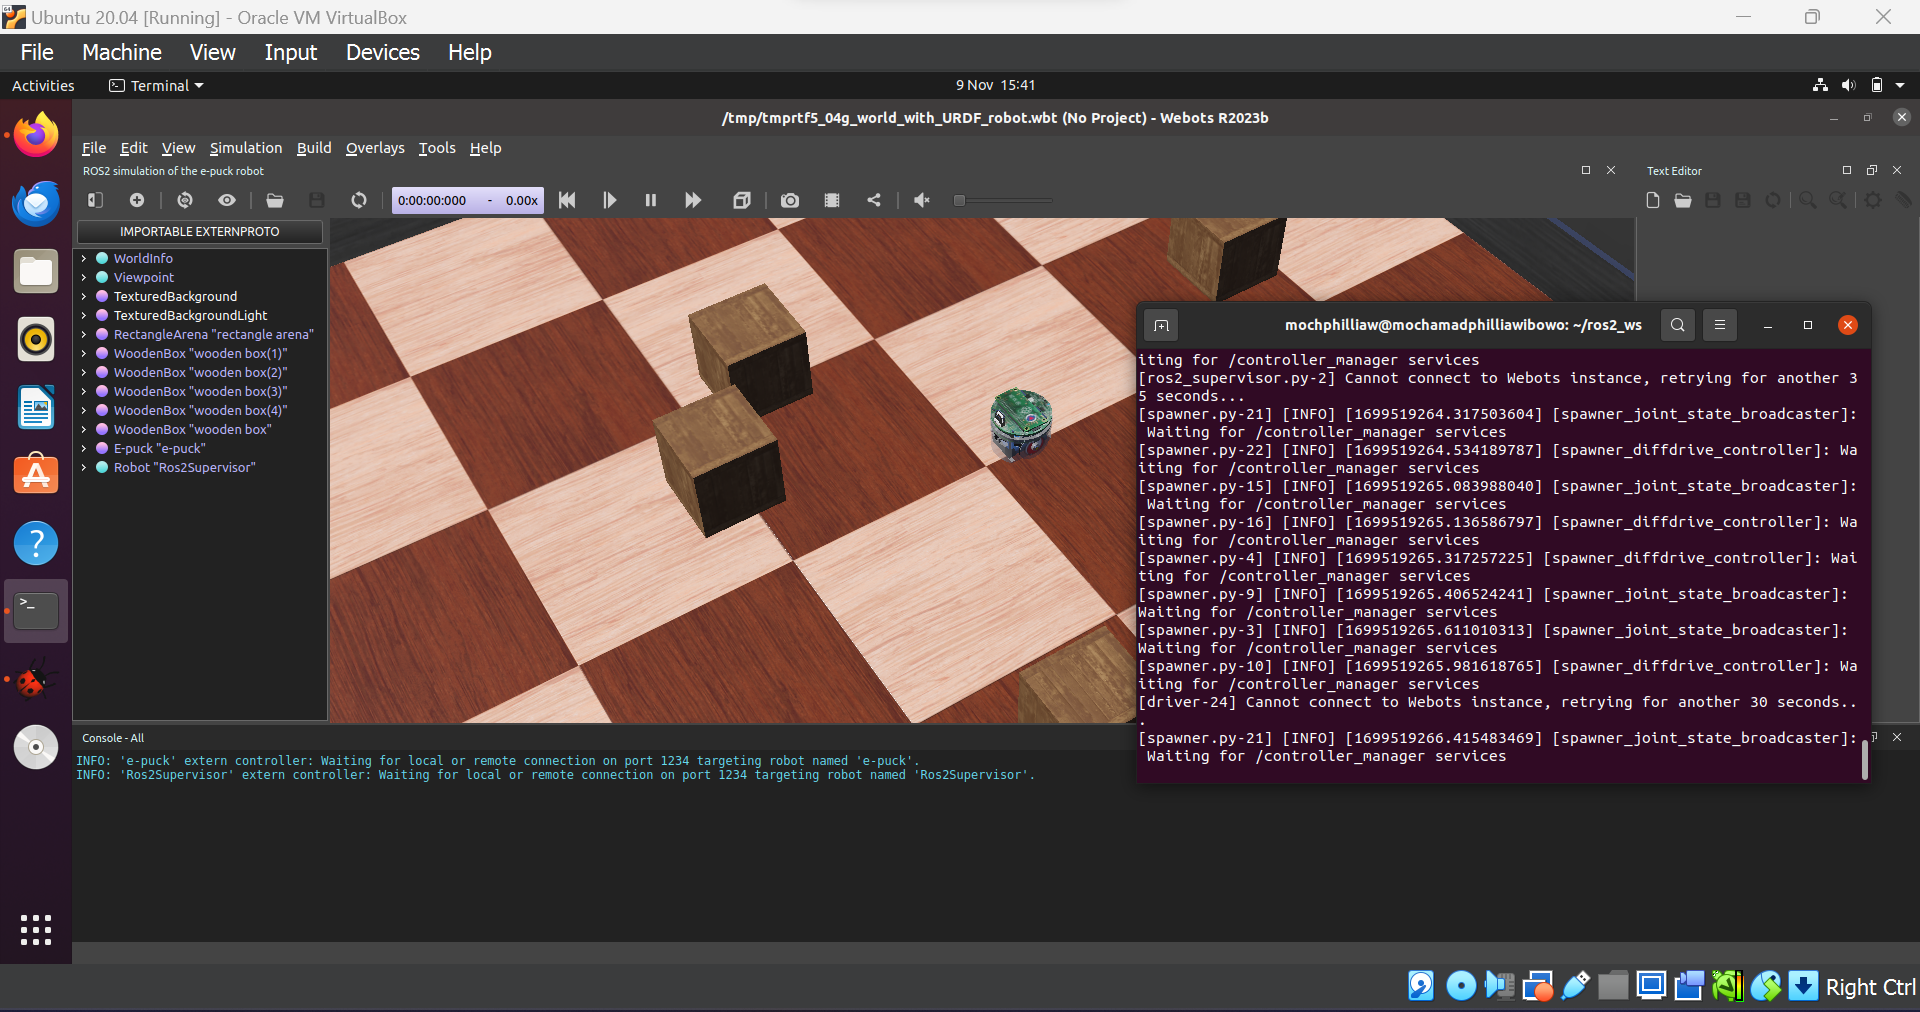 Ubuntu 20.04 [Running] - Oracle VM VirtualBox
File Machine View Input Devices Help
Activities Terminal 9 Nov 15:41
/tmp/tmprtf5_04g_world_with_URDF_robot.wbt (No Project) - Webots R2023b
File Edit View Simulation Build Overlays Tools Help
ROS2 simulation of the e-puck robot
Text Editor
0:00:00:000 - 0.00x
IMPORTABLE EXTERNPROTO
WorldInfo
Viewpoint
TexturedBackground
TexturedBackgroundLight
RectangleArena "rectangle arena"
WoodenBox "wooden box(1)"
WoodenBox "wooden box(2)"
WoodenBox "wooden box(3)"
WoodenBox "wooden box(4)"
WoodenBox "wooden box"
E-puck "e-puck"
Robot "Ros2Supervisor"
mochphilliaw@mochamadphilliawibowo: ~/ros2_ws
iting for /controller_manager services
[ros2_supervisor.py-2] Cannot connect to Webots instance, retrying for another 3
5 seconds...
[spawner.py-21] [INFO] [1699519264.317503604] [spawner_joint_state_broadcaster]:
Waiting for /controller_manager services
[spawner.py-22] [INFO] [1699519264.534189787] [spawner_diffdrive_controller]: Wa
iting for /controller_manager services
[spawner.py-15] [INFO] [1699519265.083988040] [spawner_joint_state_broadcaster]:
Waiting for /controller_manager services
[spawner.py-16] [INFO] [1699519265.136586797] [spawner_diffdrive_controller]: Wa
iting for /controller_manager services
[spawner.py-4] [INFO] [1699519265.317257225] [spawner_diffdrive_controller]: Wai
ting for /controller_manager services
[spawner.py-9] [INFO] [1699519265.406524241] [spawner_joint_state_broadcaster]:
Waiting for /controller_manager services
[spawner.py-3] [INFO] [1699519265.611010313] [spawner_joint_state_broadcaster]:
Waiting for /controller_manager services
[spawner.py-10] [INFO] [1699519265.981618765] [spawner_diffdrive_controller]: Wa
iting for /controller_manager services
[driver-24] Cannot connect to Webots instance, retrying for another 30 seconds..
.
[spawner.py-21] [INFO] [1699519266.415483469] [spawner_joint_state_broadcaster]:
Waiting for /controller_manager services
Console - All
INFO: 'e-puck' extern controller: Waiting for local or remote connection on port 1234 targeting robot named 'e-puck'.
INFO: 'Ros2Supervisor' extern controller: Waiting for local or remote connection on port 1234 targeting robot named 'Ros2Supervisor'.
Right Ctrl